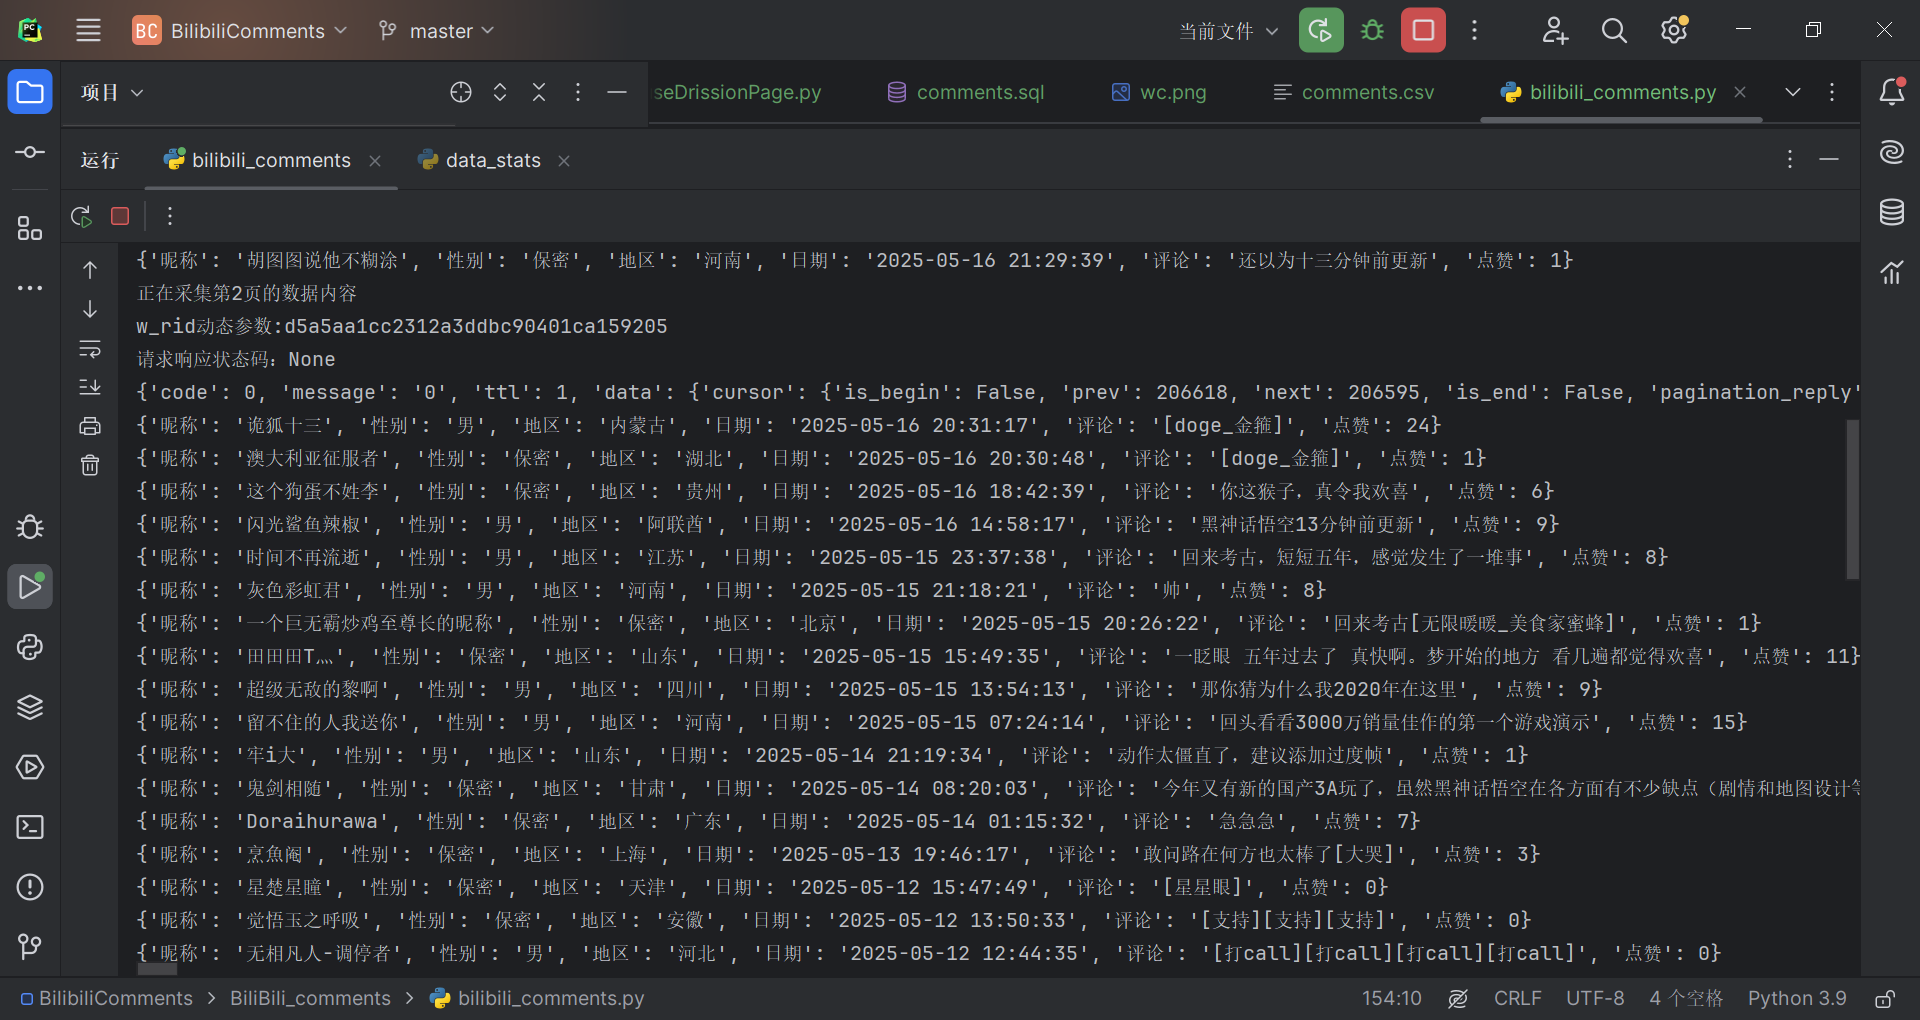 BC BilibiliComments master 当前文件
项目 seDrissionPage.py comments.sql wc.png comments.csv bilibili_comments.py
运行 bilibili_comments data_stats
{'昵称': '胡图图说他不糊涂', '性别': '保密', '地区': '河南', '日期': '2025-05-16 21:29:39', '评论': '还以为十三分钟前更新', '点赞': 1}
正在采集第2页的数据内容
w_rid动态参数:d5a5aa1cc2312a3ddbc90401ca159205
请求响应状态码：None
{'code': 0, 'message': '0', 'ttl': 1, 'data': {'cursor': {'is_begin': False, 'prev': 206618, 'next': 206595, 'is_end': False, 'pagination_reply'
{'昵称': '诡狐十三', '性别': '男', '地区': '内蒙古', '日期': '2025-05-16 20:31:17', '评论': '[doge_金箍]', '点赞': 24}
{'昵称': '澳大利亚征服者', '性别': '保密', '地区': '湖北', '日期': '2025-05-16 20:30:48', '评论': '[doge_金箍]', '点赞': 1}
{'昵称': '这个狗蛋不姓李', '性别': '保密', '地区': '贵州', '日期': '2025-05-16 18:42:39', '评论': '你这猴子，真令我欢喜', '点赞': 6}
{'昵称': '闪光鲨鱼辣椒', '性别': '男', '地区': '阿联酋', '日期': '2025-05-16 14:58:17', '评论': '黑神话悟空13分钟前更新', '点赞': 9}
{'昵称': '时间不再流逝', '性别': '男', '地区': '江苏', '日期': '2025-05-15 23:37:38', '评论': '回来考古，短短五年，感觉发生了一堆事', '点赞': 8}
{'昵称': '灰色彩虹君', '性别': '男', '地区': '河南', '日期': '2025-05-15 21:18:21', '评论': '帅', '点赞': 8}
{'昵称': '一个巨无霸炒鸡至尊长的昵称', '性别': '保密', '地区': '北京', '日期': '2025-05-15 20:26:22', '评论': '回来考古[无限暖暖_美食家蜜蜂]', '点赞': 1}
{'昵称': '田田田T灬', '性别': '保密', '地区': '山东', '日期': '2025-05-15 15:49:35', '评论': '一眨眼 五年过去了 真快啊。梦开始的地方 看几遍都觉得欢喜', '点赞': 11}
{'昵称': '超级无敌的黎啊', '性别': '男', '地区': '四川', '日期': '2025-05-15 13:54:13', '评论': '那你猜为什么我2020年在这里', '点赞': 9}
{'昵称': '留不住的人我送你', '性别': '男', '地区': '河南', '日期': '2025-05-15 07:24:14', '评论': '回头看看3000万销量佳作的第一个游戏演示', '点赞': 15}
{'昵称': '牢i大', '性别': '男', '地区': '山东', '日期': '2025-05-14 21:19:34', '评论': '动作太僵直了，建议添加过度帧', '点赞': 1}
{'昵称': '鬼剑相随', '性别': '保密', '地区': '甘肃', '日期': '2025-05-14 08:20:03', '评论': '今年又有新的国产3A玩了，虽然黑神话悟空在各方面有不少缺点（剧情和地图设计等
{'昵称': 'Doraihurawa', '性别': '保密', '地区': '广东', '日期': '2025-05-14 01:15:32', '评论': '急急急', '点赞': 7}
{'昵称': '烹魚阉', '性别': '保密', '地区': '上海', '日期': '2025-05-13 19:46:17', '评论': '敢问路在何方也太棒了[大哭]', '点赞': 3}
{'昵称': '星楚星瞳', '性别': '保密', '地区': '天津', '日期': '2025-05-12 15:47:49', '评论': '[星星眼]', '点赞': 0}
{'昵称': '觉悟玉之呼吸', '性别': '保密', '地区': '安徽', '日期': '2025-05-12 13:50:33', '评论': '[支持][支持][支持]', '点赞': 0}
{'昵称': '无相凡人-调停者', '性别': '男', '地区': '河北', '日期': '2025-05-12 12:44:35', '评论': '[打call][打call][打call][打call]', '点赞': 0}
BilibiliComments > BiliBili_comments > bilibili_comments.py 154:10 CRLF UTF-8 4 个空格 Python 3.9